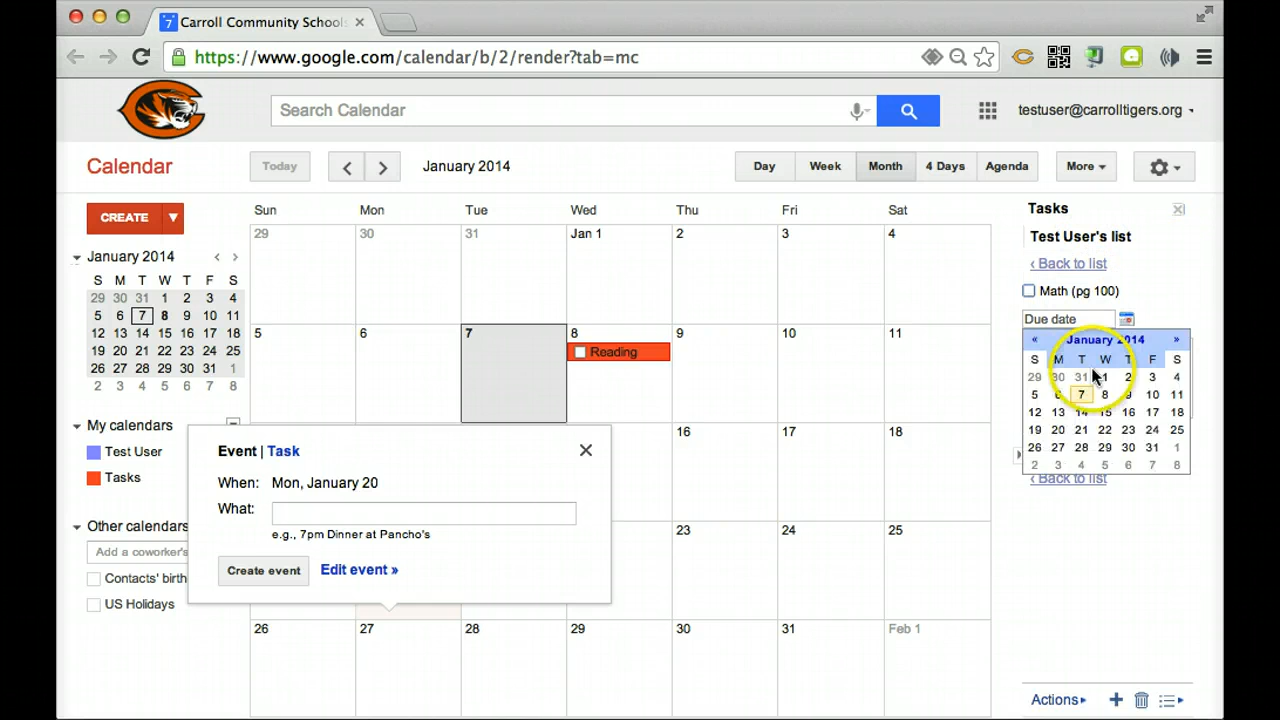 7 Carroll Community Schools
https://www.google.com/calendar/b/2/render?tab=mc
Search Calendar
testuser@carrolltigers.org
Calendar
Today
January 2014
Day Week Month 4 Days Agenda
More
CREATE
January 2014
S M T W T F S
29 30 31 1 2 3 4
5 6 7 8 9 10 11
12 13 14 15 16 17 18
19 20 21 22 23 24 25
26 27 28 29 30 31 1
2 3 4 5 6 7 8
My calendars
Test User
Tasks
Other calendars
Add a coworker's
Contacts' birth
US Holidays
Sun Mon Tue Wed Thu Fri Sat
29 30 31 Jan 1 2 3 4
5 6 7 8 9 10 11
Reading
16 17 18
23 24 25
26 27 28 29 30 31 Feb 1
Event | Task
When: Mon, January 20
What:
e.g., 7pm Dinner at Pancho's
Create event Edit event »
Tasks
Test User's list
‹ Back to list
Math (pg 100)
Due date
« January 2014 »
S M T W T F S
29 30 31 1 2 3 4
5 6 7 8 9 10 11
12 13 14 15 16 17 18
19 20 21 22 23 24 25
26 27 28 29 30 31 1
2 3 4 5 6 7 8
‹ Back to list
Actions